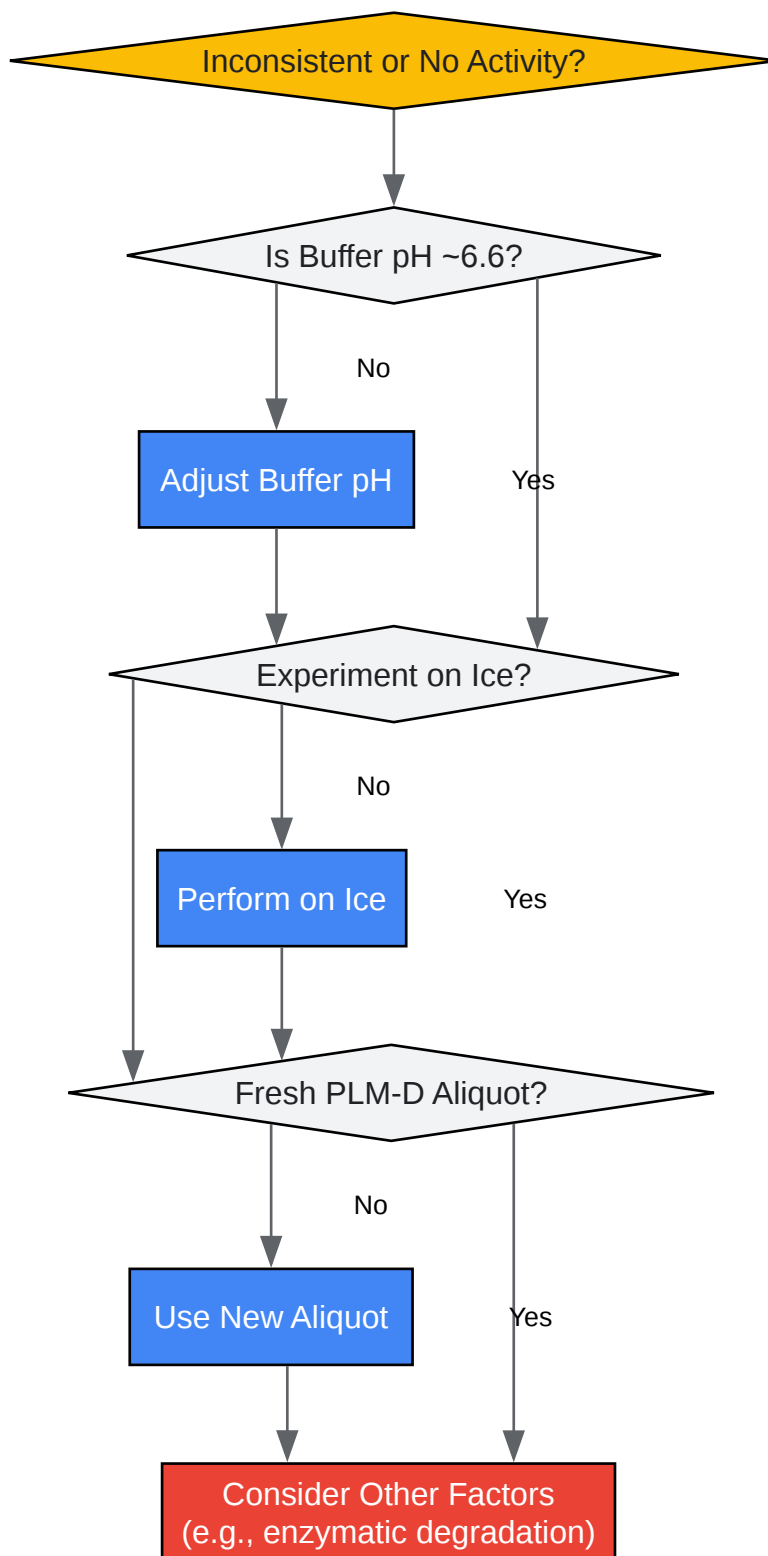 Inconsistent or No Activity?
Is Buffer pH ~6.6?
No
Adjust Buffer pH
Yes
Experiment on Ice?
No
Perform on Ice
Yes
Fresh PLM-D Aliquot?
No
Use New Aliquot
Yes
Consider Other Factors
(e.g., enzymatic degradation)